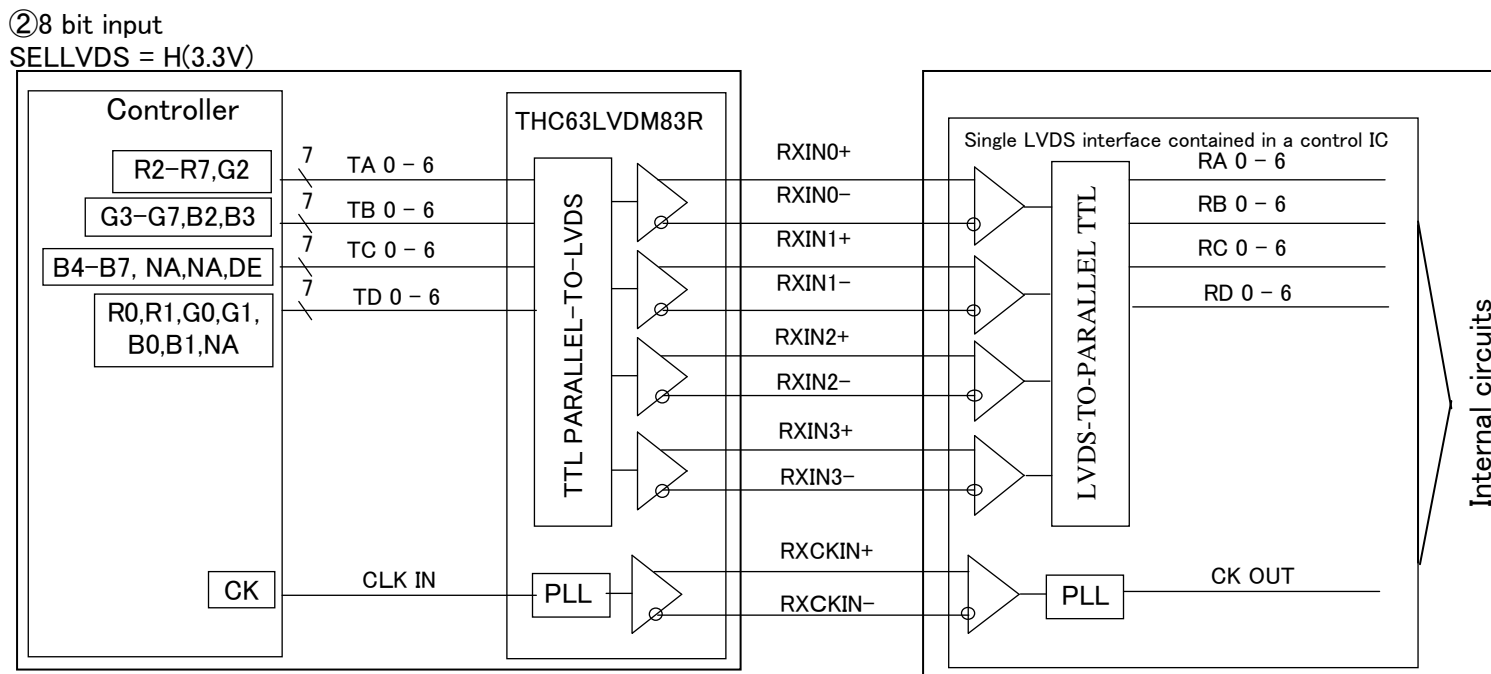 ②8 bit input
SELLVDS = H(3.3V)
Controller
R2-R7,G2
G3-G7,B2,B3
B4-B7, NA,NA,DE
R0,R1,G0,G1,
B0,B1,NA
CK
7
TA 0 - 6
7
TB 0 - 6
7
TC 0 - 6
7
TD 0 - 6
CLK IN
THC63LVDM83R
TTL PARALLEL-TO-LVDS
PLL
RXIN0+
RXIN0-
RXIN1+
RXIN1-
RXIN2+
RXIN2-
RXIN3+
RXIN3-
RXCKIN+
RXCKIN-
Single LVDS interface contained in a control IC
LVDS-TO-PARALLEL TTL
PLL
RA 0 - 6
RB 0 - 6
RC 0 - 6
RD 0 - 6
CK OUT
Internal circuits